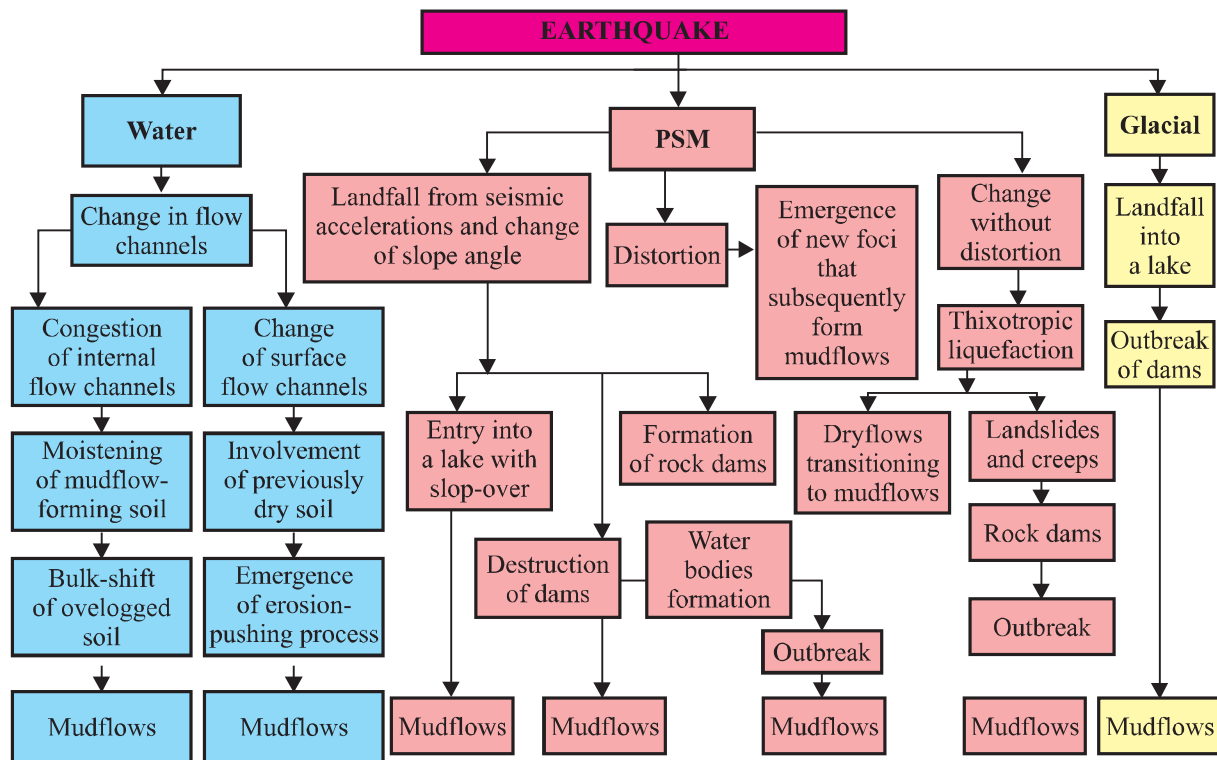 EARTHQUAKE
Water
PSM
Glacial
Change in flow
channels
Landfall from seismic
accelerations and change
of slope angle
Distortion
Emergence
of new foci
that
subsequently
form
mudflows
Change
without
distortion
Landfall
into
a lake
Congestion
of internal
flow channels
Change
of surface
flow channels
Thixotropic
liquefaction
Outbreak
of dams
Moistening
of mudflow-
forming soil
Involvement
of previously
dry soil
Entry into
a lake with
slop-over
Formation
of rock dams
Dryflows
transitioning
to mudflows
Landslides
and creeps
Rock dams
Bulk-shift
of ovelogged
soil
Emergence
of erosion-
pushing process
Destruction
of dams
Water
bodies
formation
Outbreak
Outbreak
Mudflows
Mudflows
Mudflows
Mudflows
Mudflows
Mudflows
Mudflows